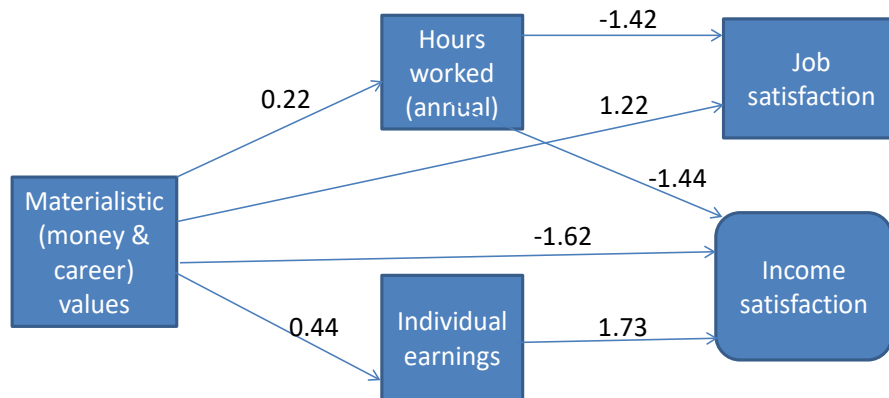 Hours
worked
(annual)
-1.42
Job
satisfaction
0.22
1.22
-1.44
Materialistic
(money &
career)
values
-1.62
Income
satisfaction
0.44
Individual
earnings
1.73